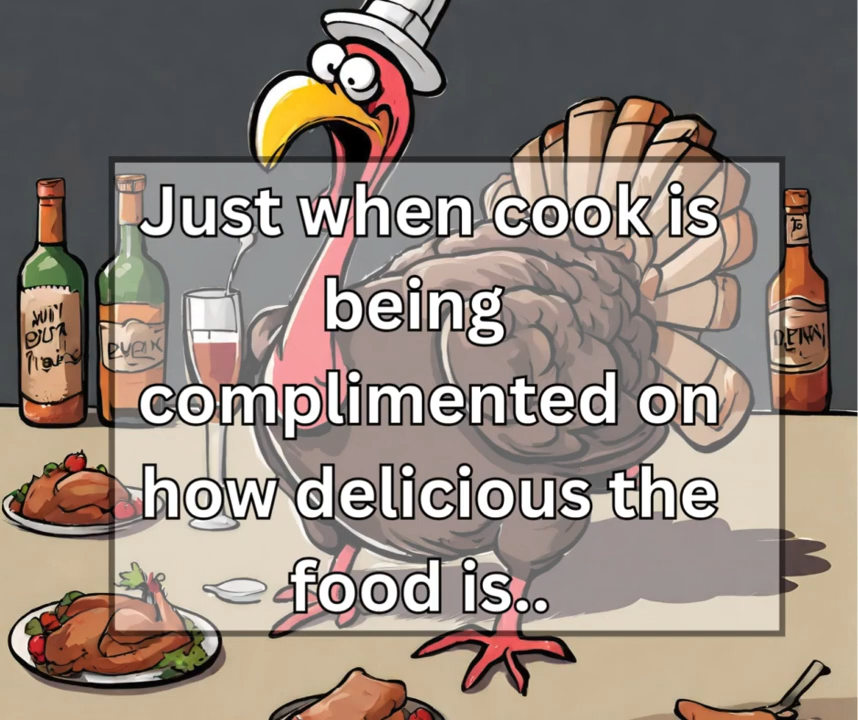 Just when cook is
being
complimented on
how delicious the
food is..